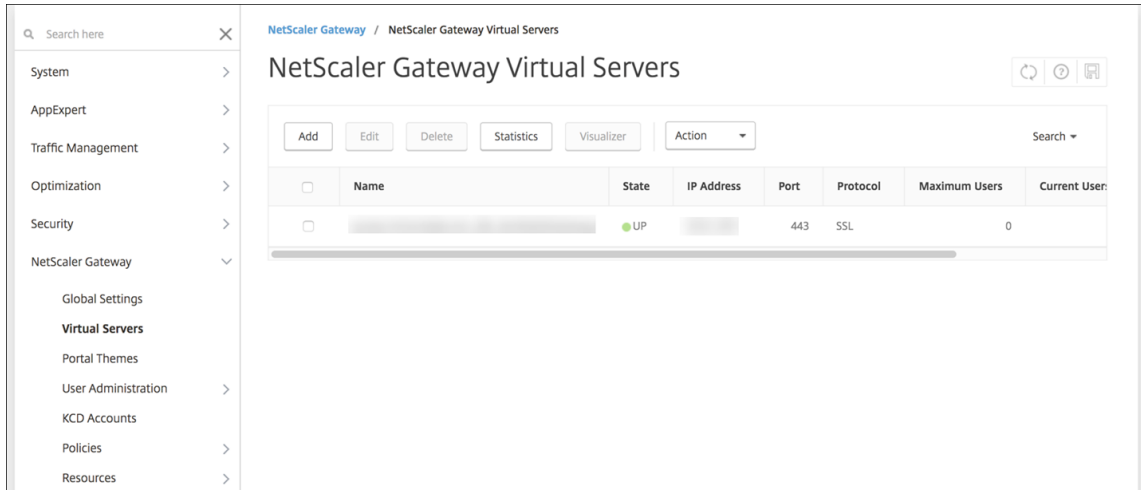 Search here
System
AppExpert
Traffic Management
Optimization
Security
NetScaler Gateway
Global Settings
Virtual Servers
Portal Themes
User Administration
KCD Accounts
Policies
Resources
NetScaler Gateway / NetScaler Gateway Virtual Servers
NetScaler Gateway Virtual Servers
Add Edit Delete Statistics Visualizer Action Search
Name State IP Address Port Protocol Maximum Users Current User
UP 443 SSL 0